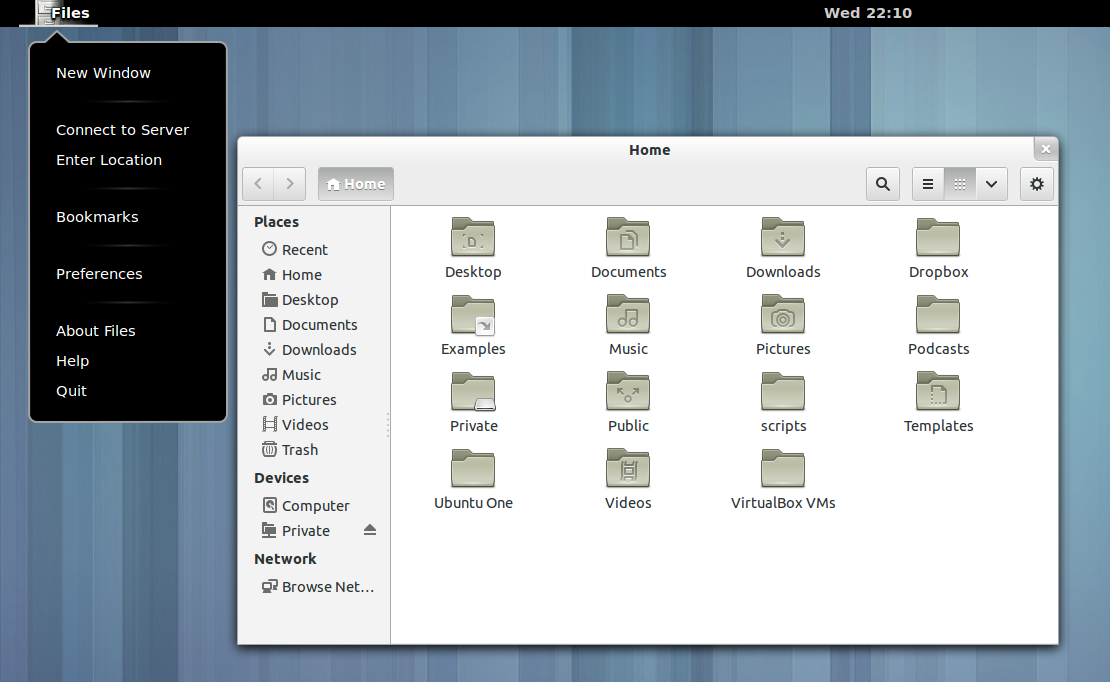 Files
Wed 22:10
New Window
Connect to Server
Enter Location
Bookmarks
Preferences
About Files
Help
Quit
Home
Home
Places
Recent
Home
Desktop
Documents
Downloads
Music
Pictures
Videos
Trash
Devices
Computer
Private
Network
Browse Net…
Desktop Documents Downloads Dropbox
Examples Music Pictures Podcasts
Private Public scripts Templates
Ubuntu One Videos VirtualBox VMs